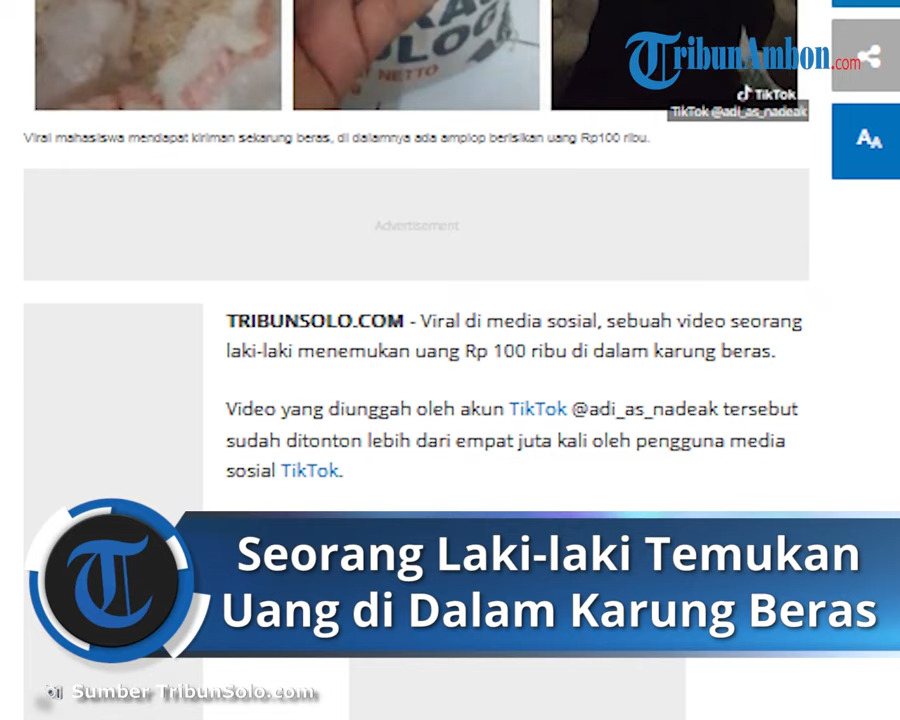 ULOG
NETTO
TribunAmbon.com
TikTok
TikTok @adi_as_nadeak
Viral mahasiswa mendapat kiriman sekarung beras, di dalamnya ada amplop berisikan uang Rp100 ribu.
AA
Advertisement
TRIBUNSOLO.COM - Viral di media sosial, sebuah video seorang
laki-laki menemukan uang Rp 100 ribu di dalam karung beras.
Video yang diunggah oleh akun TikTok @adi_as_nadeak tersebut
sudah ditonton lebih dari empat juta kali oleh pengguna media
sosial TikTok.
T
Seorang Laki-laki Temukan
Uang di Dalam Karung Beras
Sumber TribunSolo.com